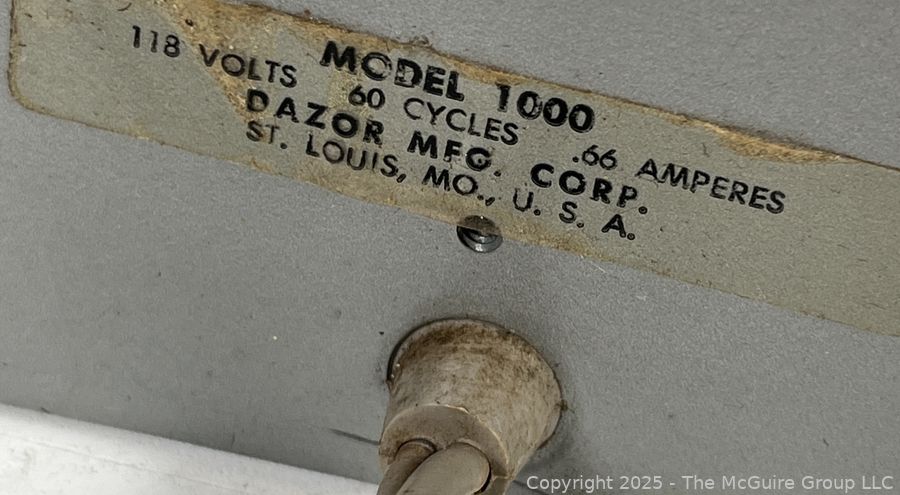 MODEL 1000
118 VOLTS 60 CYCLES .66 AMPERES
DAZOR MFG. CORP.
ST. LOUIS, MO., U. S. A.
Copyright 2025 - The McGuire Group LLC